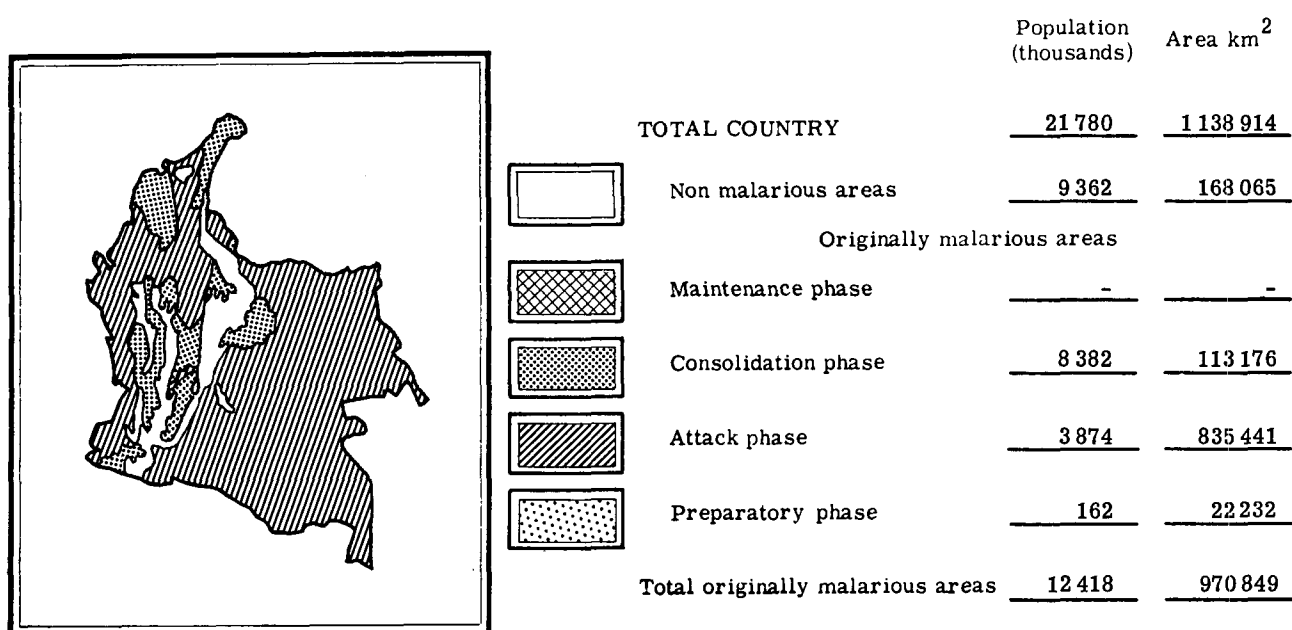 Population Area km²
(thousands)
TOTAL COUNTRY 21 780 1 138 914
Non malarious areas 9 362 168 065
Originally malarious areas
Maintenance phase - -
Consolidation phase 8 382 113 176
Attack phase 3 874 835 441
Preparatory phase 162 22 232
Total originally malarious areas 12 418 970 849